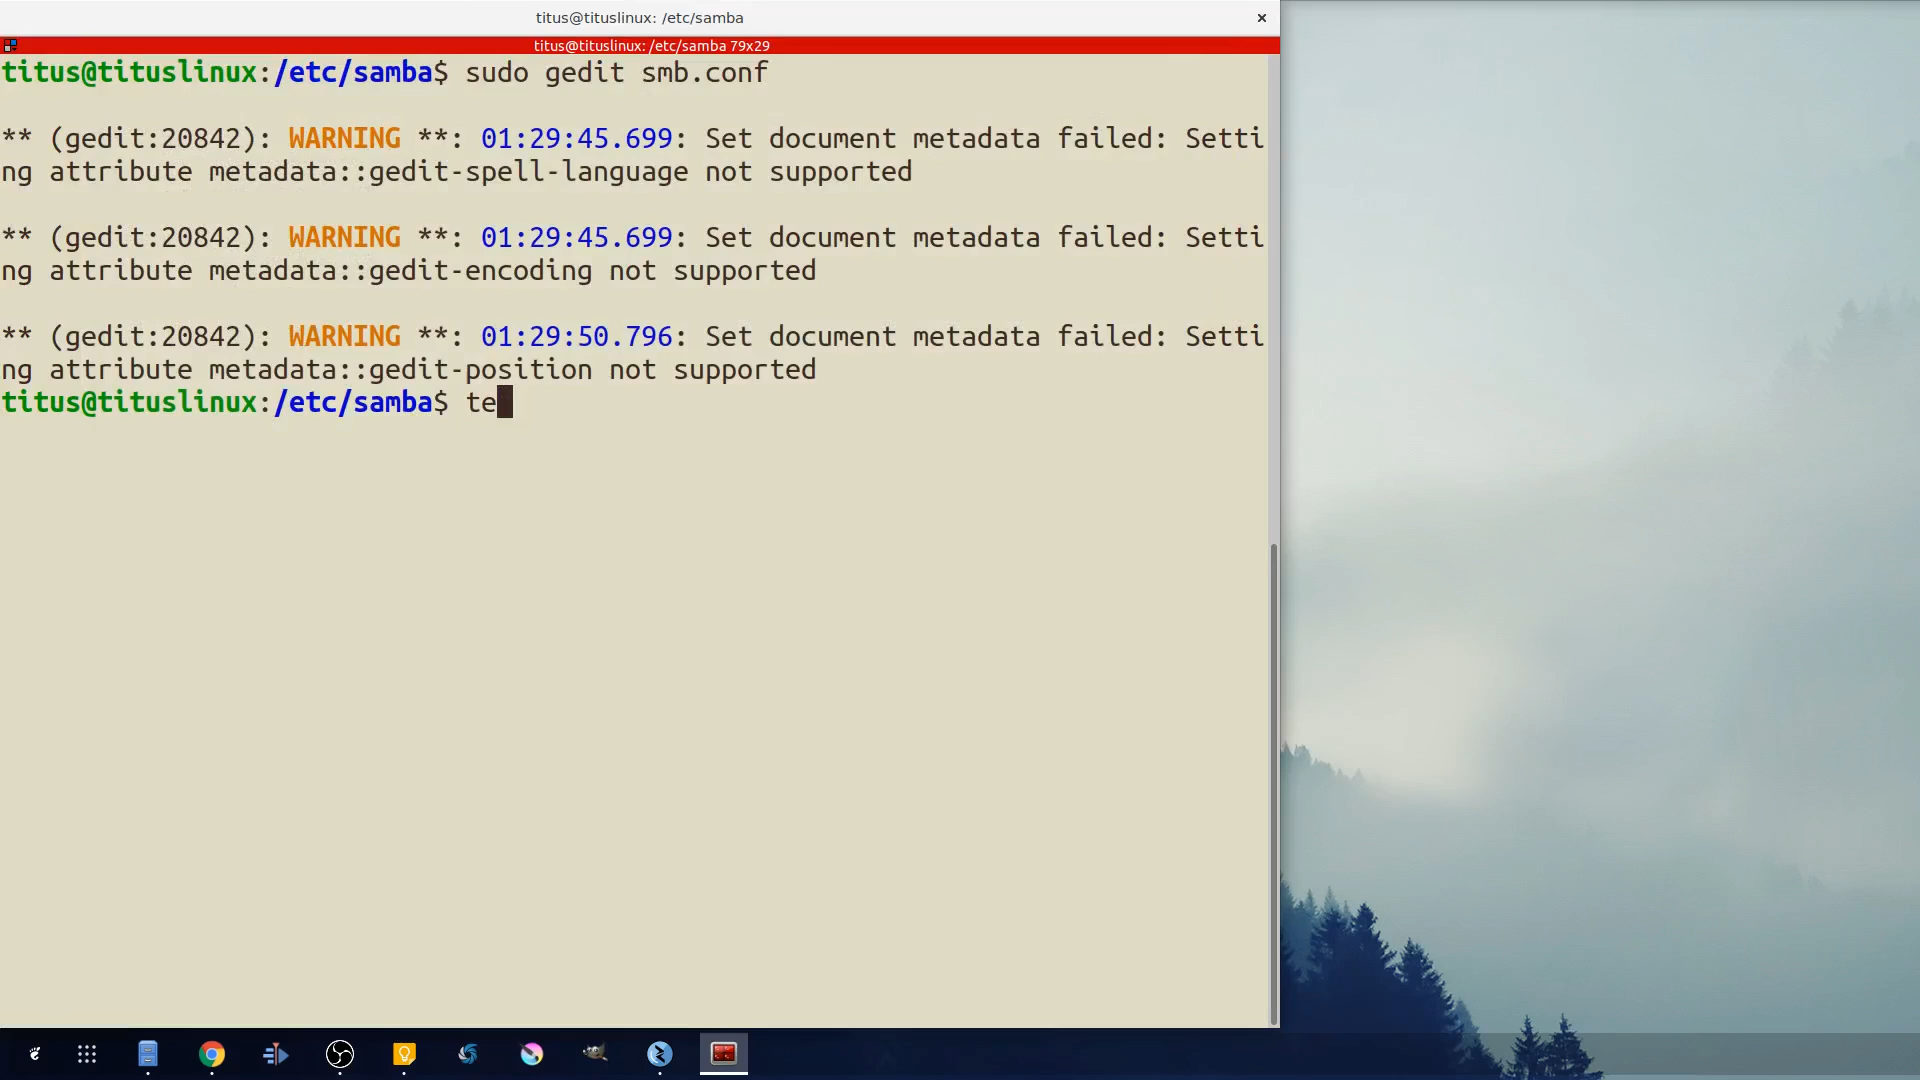 titus@tituslinux: /etc/samba
titus@tituslinux: /etc/samba 79x29
titus@tituslinux:/etc/samba$ sudo gedit smb.conf
** (gedit:20842): WARNING **: 01:29:45.699: Set document metadata failed: Setti
ng attribute metadata::gedit-spell-language not supported
** (gedit:20842): WARNING **: 01:29:45.699: Set document metadata failed: Setti
ng attribute metadata::gedit-encoding not supported
** (gedit:20842): WARNING **: 01:29:50.796: Set document metadata failed: Setti
ng attribute metadata::gedit-position not supported
titus@tituslinux:/etc/samba$ te